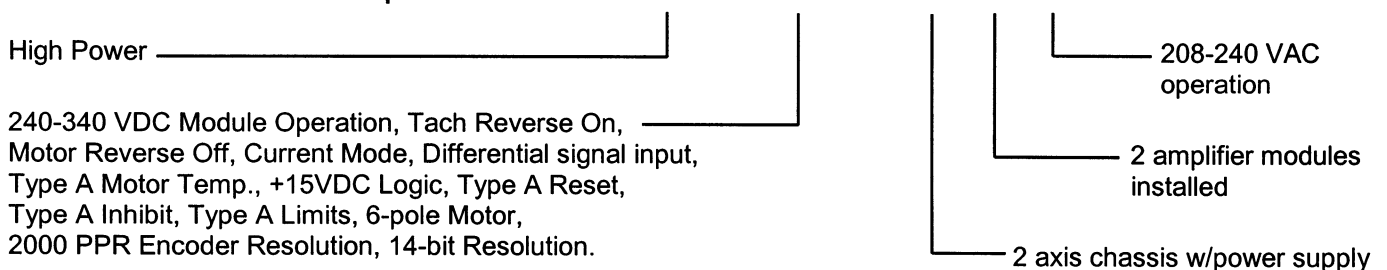 High Power
208-240 VAC
operation
240-340 VDC Module Operation, Tach Reverse On,
Motor Reverse Off, Current Mode, Differential signal input,
Type A Motor Temp., +15VDC Logic, Type A Reset,
Type A Inhibit, Type A Limits, 6-pole Motor,
2000 PPR Encoder Resolution, 14-bit Resolution.
2 amplifier modules
installed
2 axis chassis w/power supply